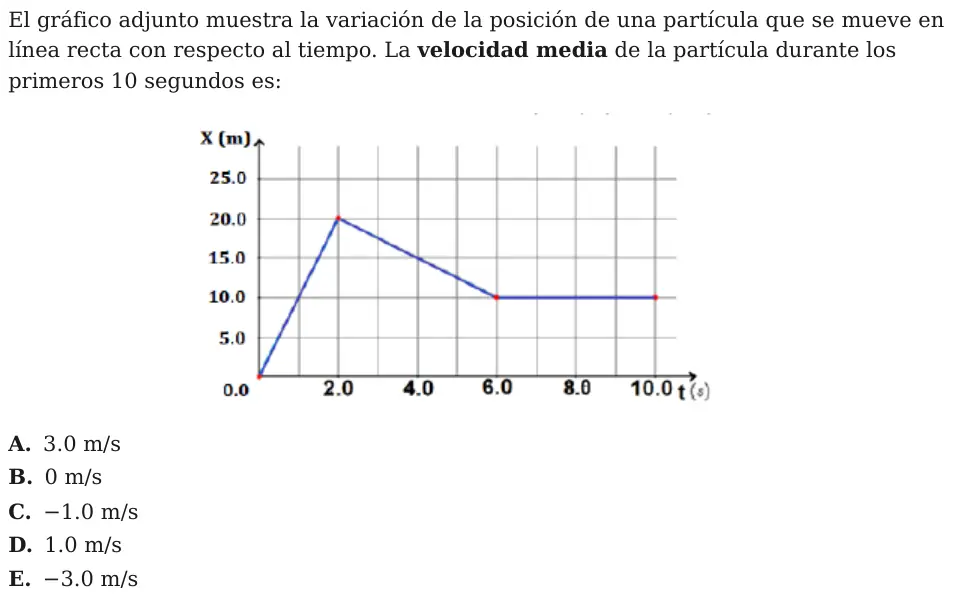 El gráfico adjunto muestra la variación de la posición de una partícula que se mueve en
línea recta con respecto al tiempo. La velocidad media de la partícula durante los
primeros 10 segundos es:
X (m)
25.0
20.0
15.0
10.0
5.0
0.0 2.0 4.0 6.0 8.0 10.0 t(s)
A. 3.0 m/s
B. 0 m/s
C. −1.0 m/s
D. 1.0 m/s
E. −3.0 m/s